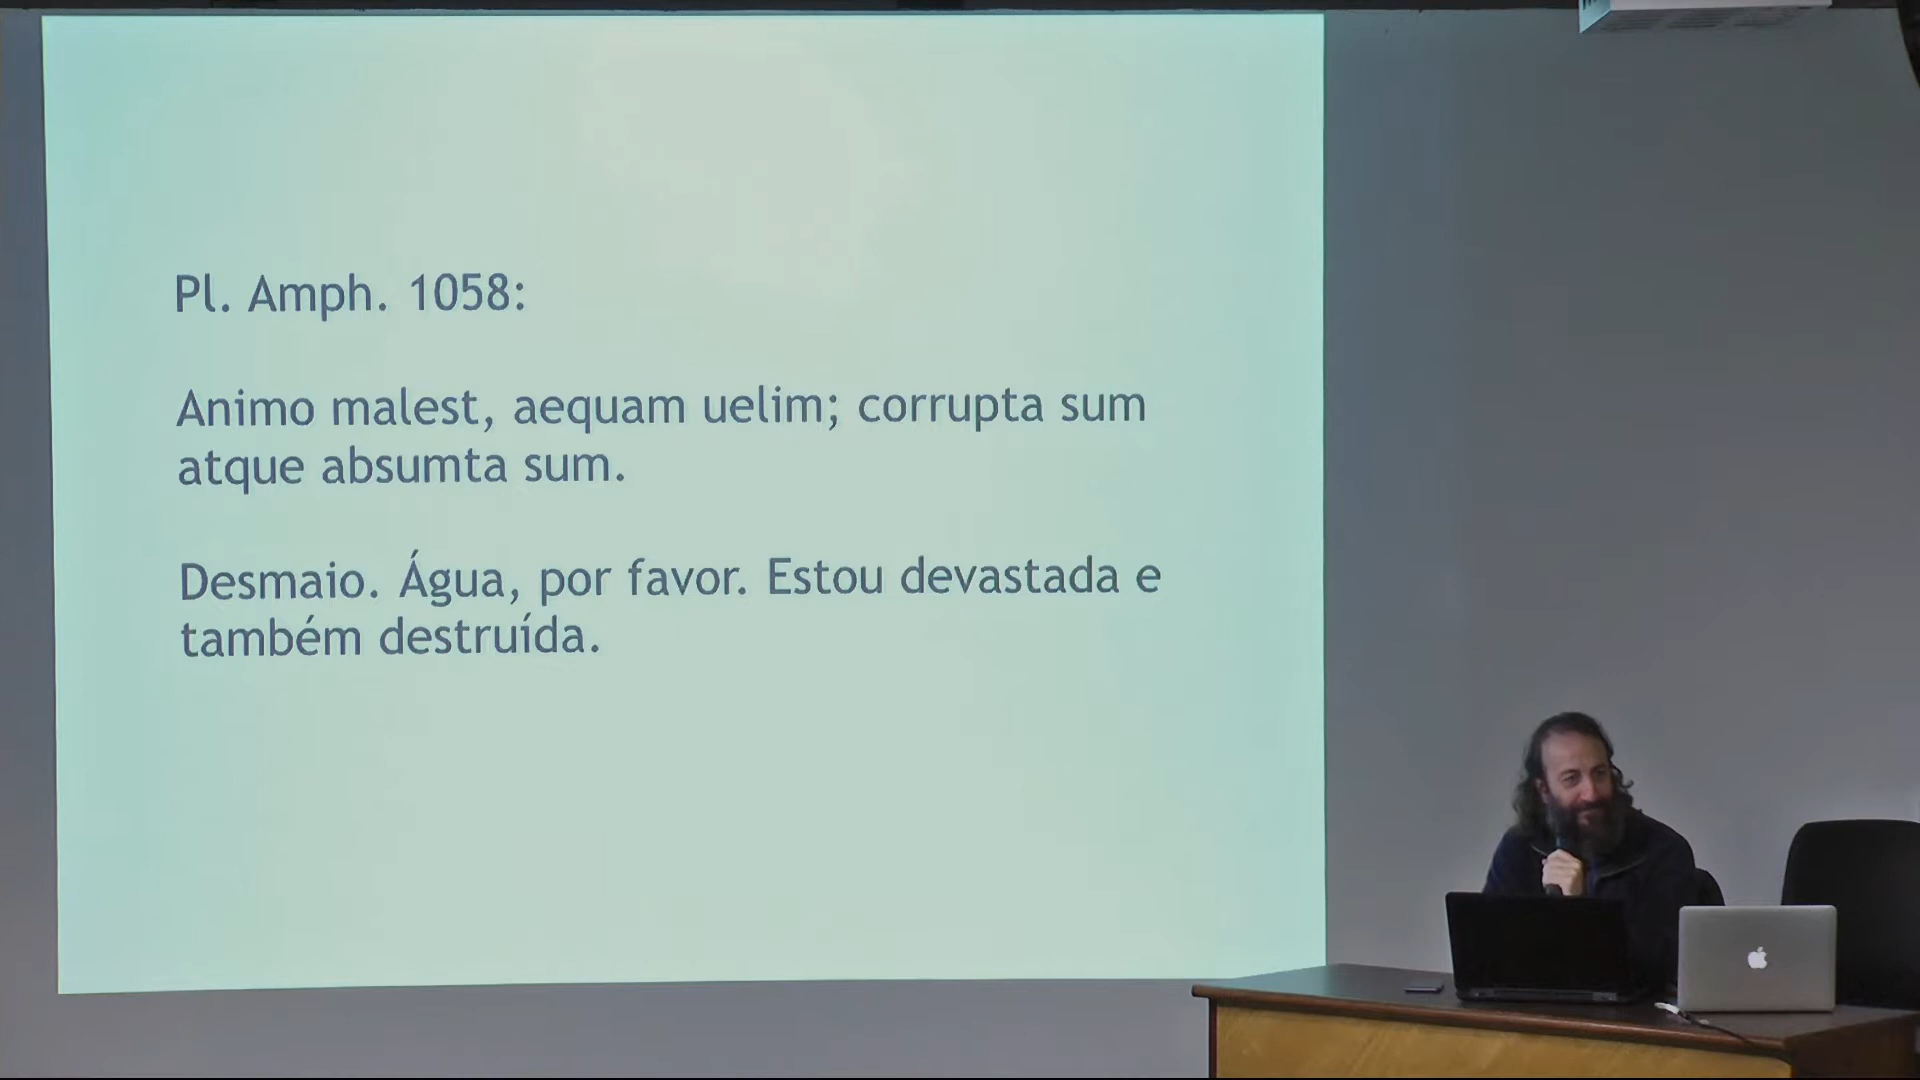 Pl. Amph. 1058:
Animo malest, aequam uelim; corrupta sum
atque absumta sum.
Desmaio. Água, por favor. Estou devastada e
também destruída.